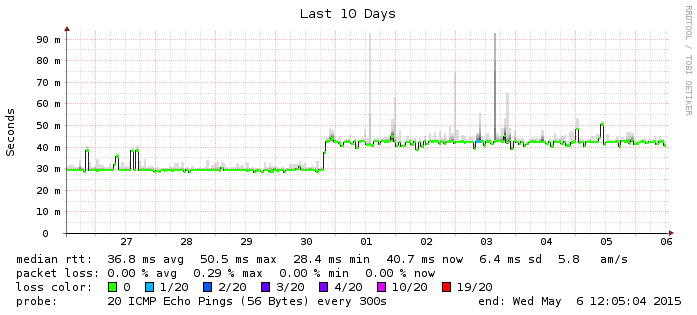 Last 10 Days
RRDTOOL / TOBI OETIKER
Seconds
90 m
80 m
70 m
60 m
50 m
40 m
30 m
20 m
10 m
0
27 28 29 30 01 02 03 04 05 06
median rtt: 36.8 ms avg 50.5 ms max 28.4 ms min 40.7 ms now 6.4 ms sd 5.8 am/s
packet loss: 0.00 % avg 0.29 % max 0.00 % min 0.00 % now
loss color: 0 1/20 2/20 3/20 4/20 10/20 19/20
probe: 20 ICMP Echo Pings (56 Bytes) every 300s end: Wed May 6 12:05:04 2015